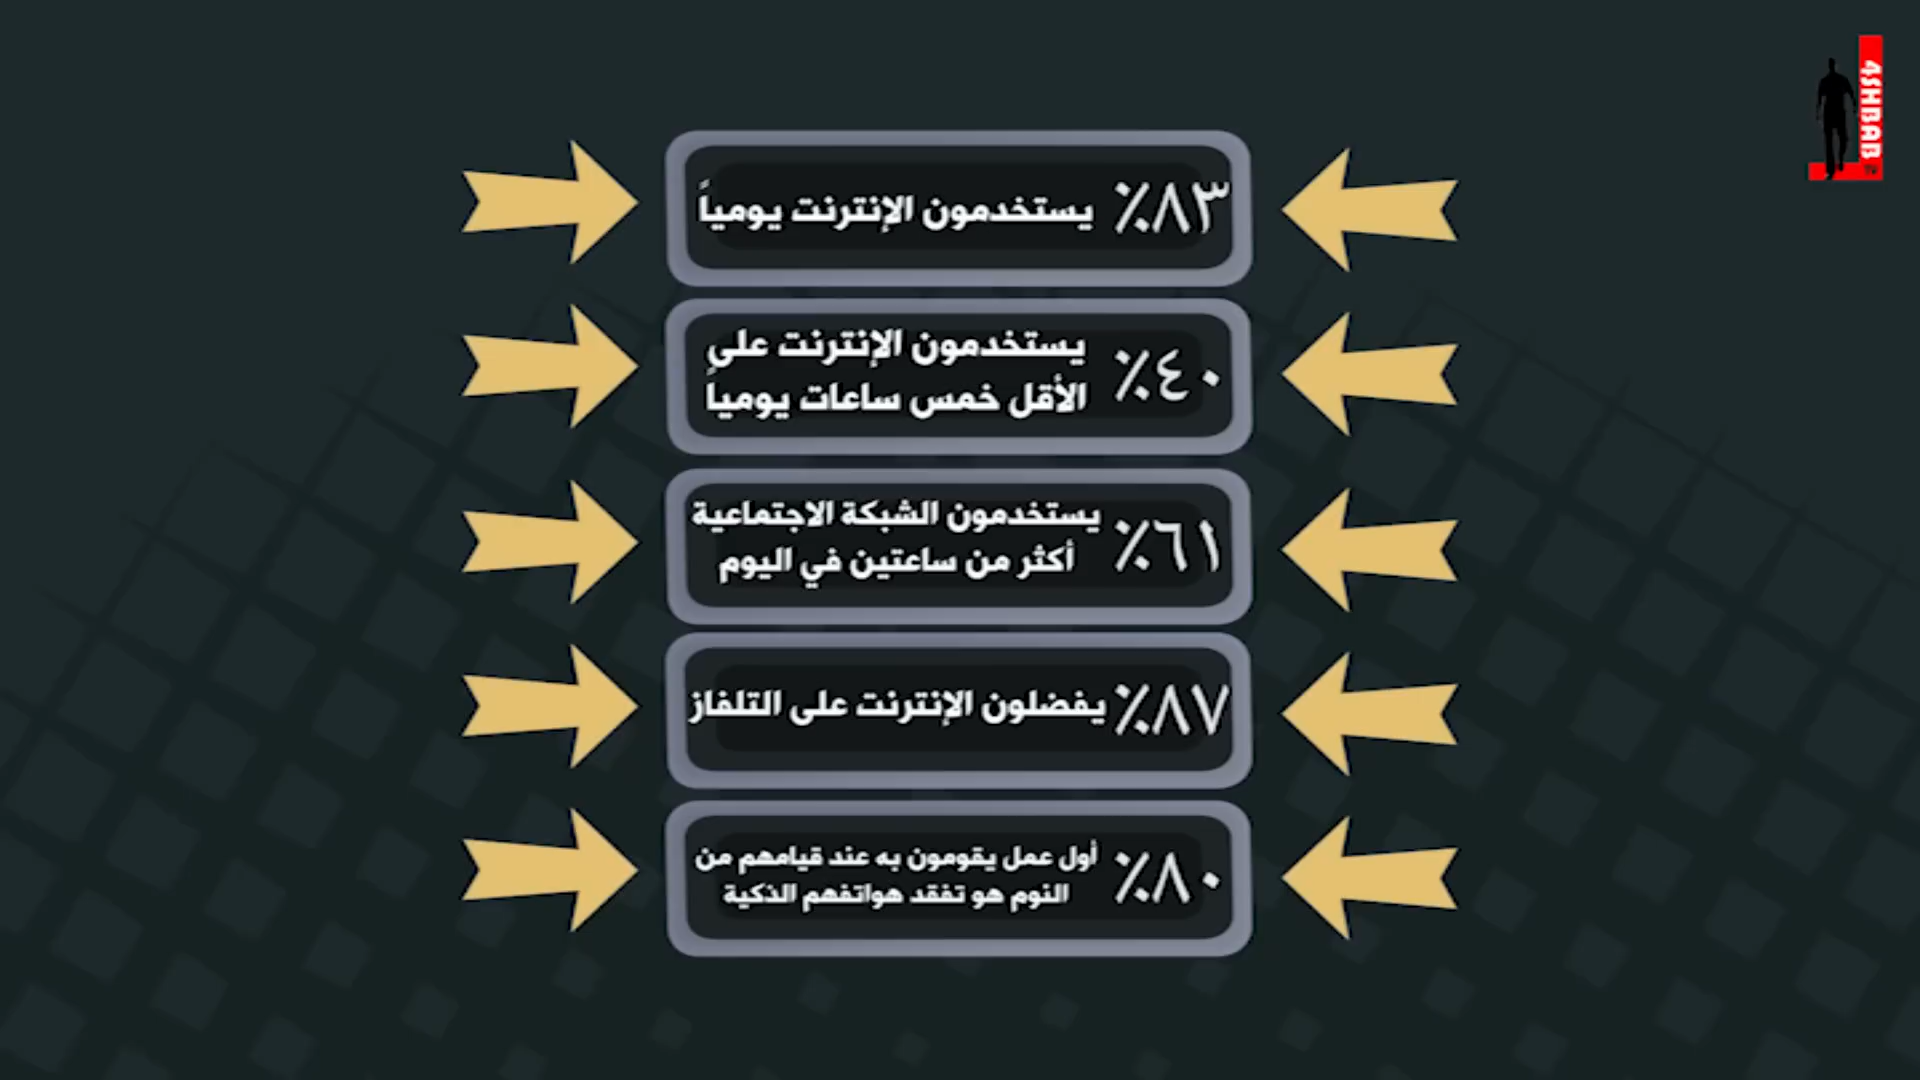 ٨٣٪ يستخدمون الإنترنت يومياً
٤٠٪ يستخدمون الإنترنت على
الأقل خمس ساعات يومياً
٦١٪ يستخدمون الشبكة الاجتماعية
أكثر من ساعتين في اليوم
٨٧٪ يفضلون الإنترنت على التلفاز
٨٠٪ أول عمل يقومون به عند قيامهم من
النوم هو تفقد هواتفهم الذكية
4SHBAB
TV